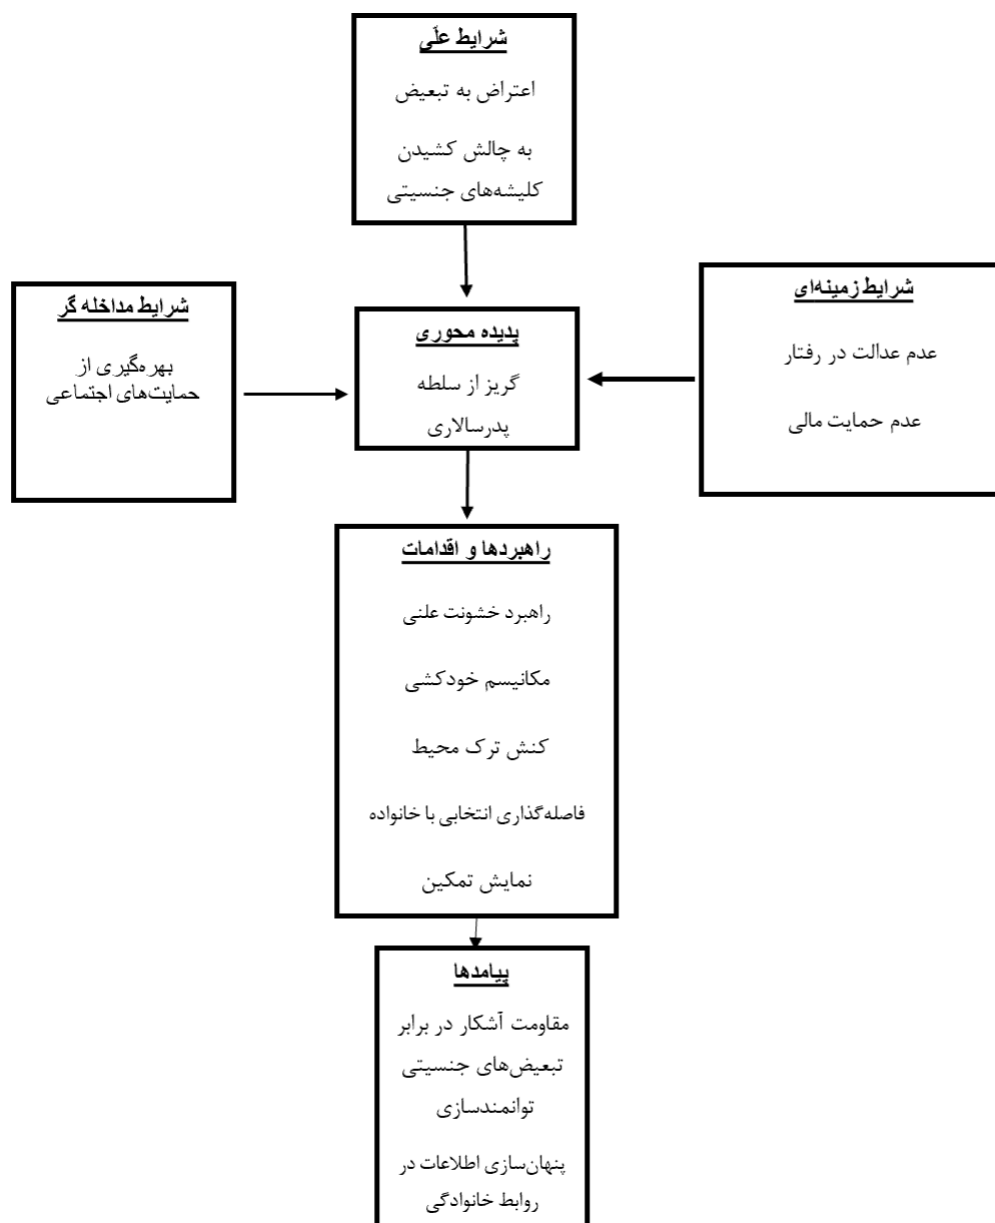 شرایط علّی
اعتراض به تبعیض
به چالش کشیدن
کلیشه‌های جنسیتی
شرایط زمینه‌ای
عدم عدالت در رفتار
عدم حمایت مالی
شرایط مداخله گر
بهره‌گیری از
حمایت‌های اجتماعی
پدیده محوری
گریز از سلطه
پدرسالاری
راهبردها و اقدامات
راهبرد خشونت علنی
مکانیسم خودکشی
کنش ترک محیط
فاصله‌گذاری انتخابی با خانواده
نمایش تمکین
پیامدها
مقاومت آشکار در برابر
تبعیض‌های جنسیتی
توانمندسازی
پنهان‌سازی اطلاعات در
روابط خانوادگی